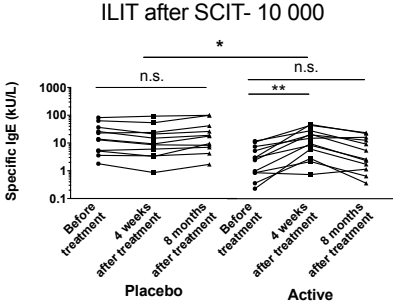 ILIT after SCIT- 10 000
*
n.s.
n.s.
**
Specific IgE (kU/L)
1000
100
10
1
0.1
Before
treatment
4 weeks
after treatment
8 months
after treatment
Before
treatment
4 weeks
after treatment
8 months
after treatment
Placebo
Active